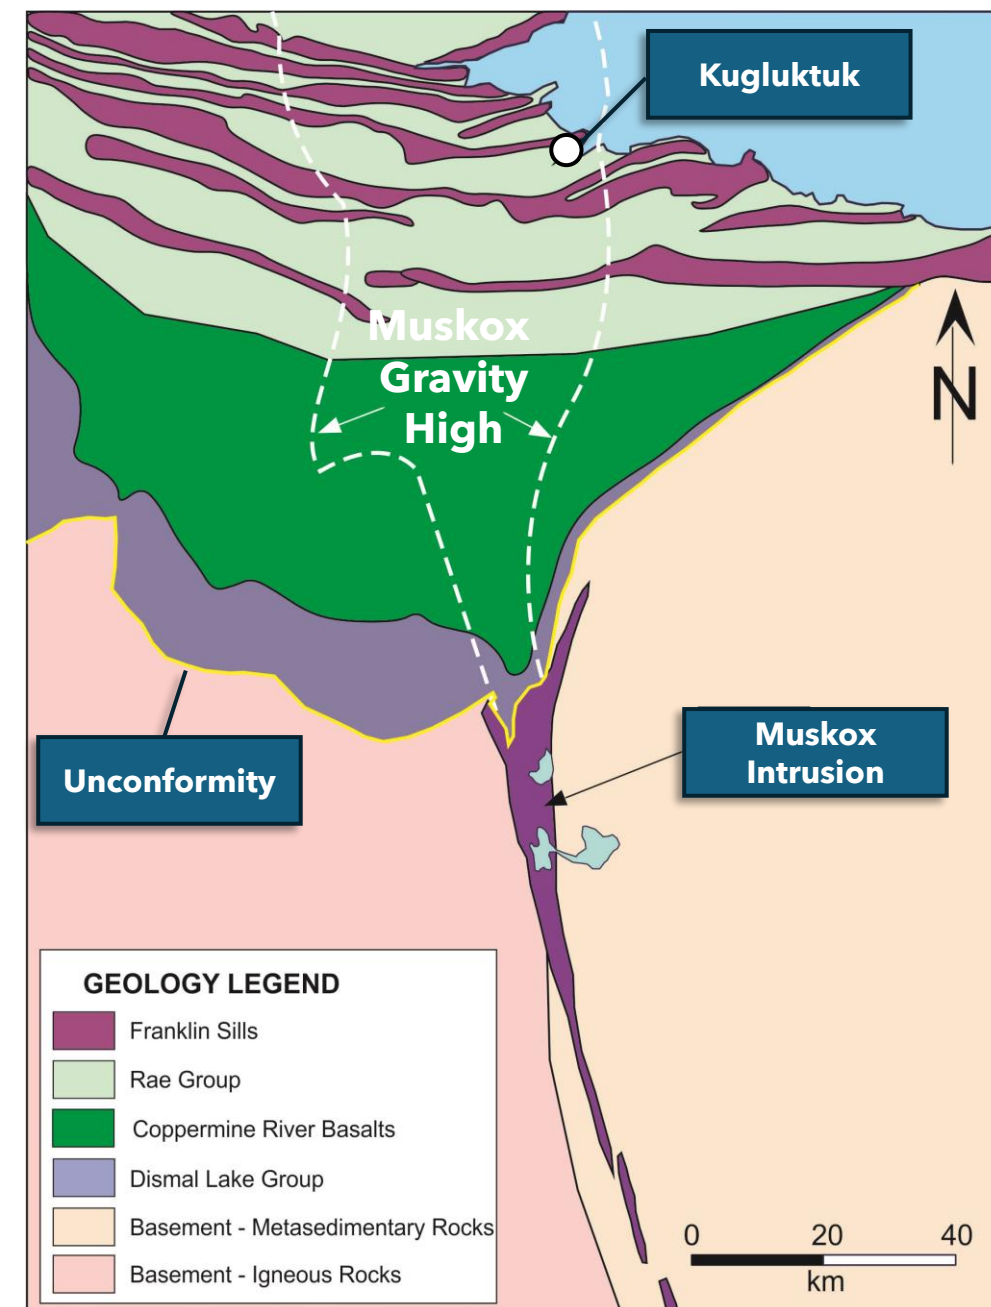 Kugluktuk
Muskox
Gravity
High
N
Unconformity
Muskox
Intrusion
GEOLOGY LEGEND
Franklin Sills
Rae Group
Coppermine River Basalts
Dismal Lake Group
Basement - Metasedimentary Rocks
Basement - Igneous Rocks
0 20 40
km